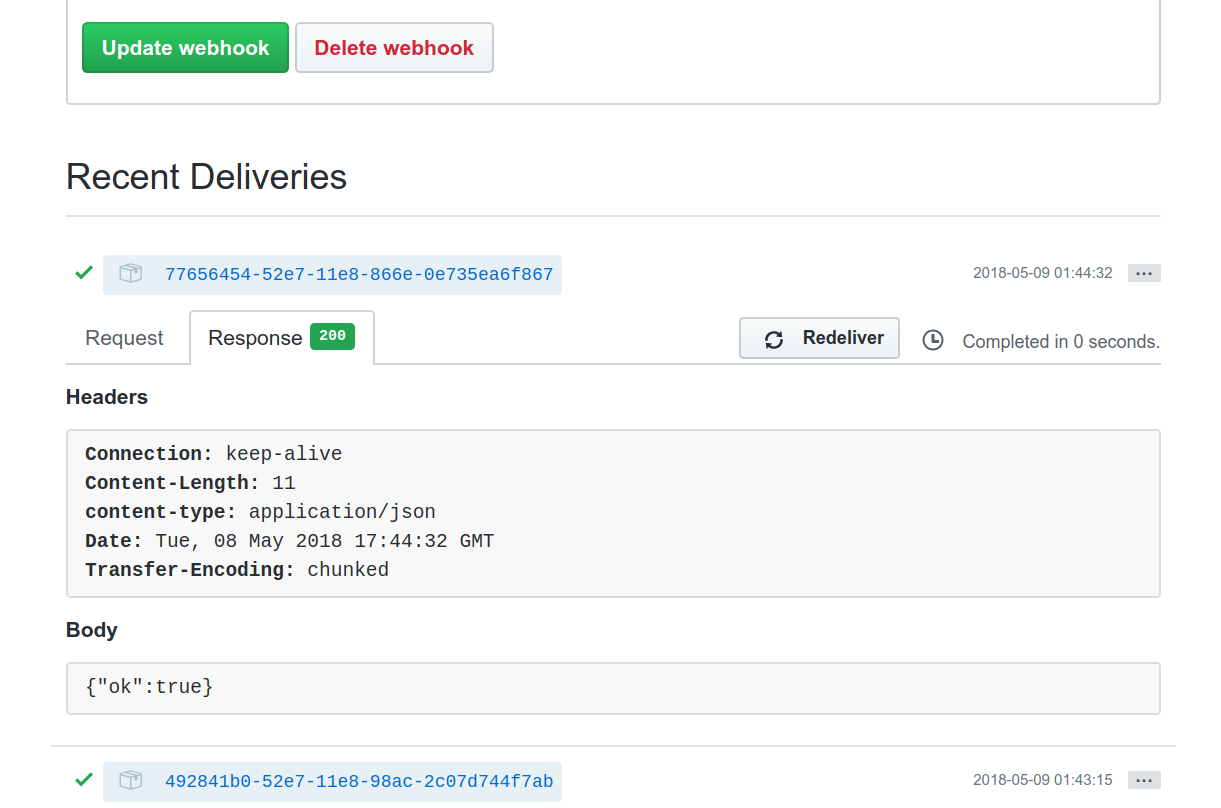 Update webhook Delete webhook
Recent Deliveries
77656454-52e7-11e8-866e-0e735ea6f867 2018-05-09 01:44:32 ...
Request Response 200 Redeliver Completed in 0 seconds.
Headers
Connection: keep-alive
Content-Length: 11
content-type: application/json
Date: Tue, 08 May 2018 17:44:32 GMT
Transfer-Encoding: chunked
Body
{"ok":true}
492841b0-52e7-11e8-98ac-2c07d744f7ab 2018-05-09 01:43:15 ...